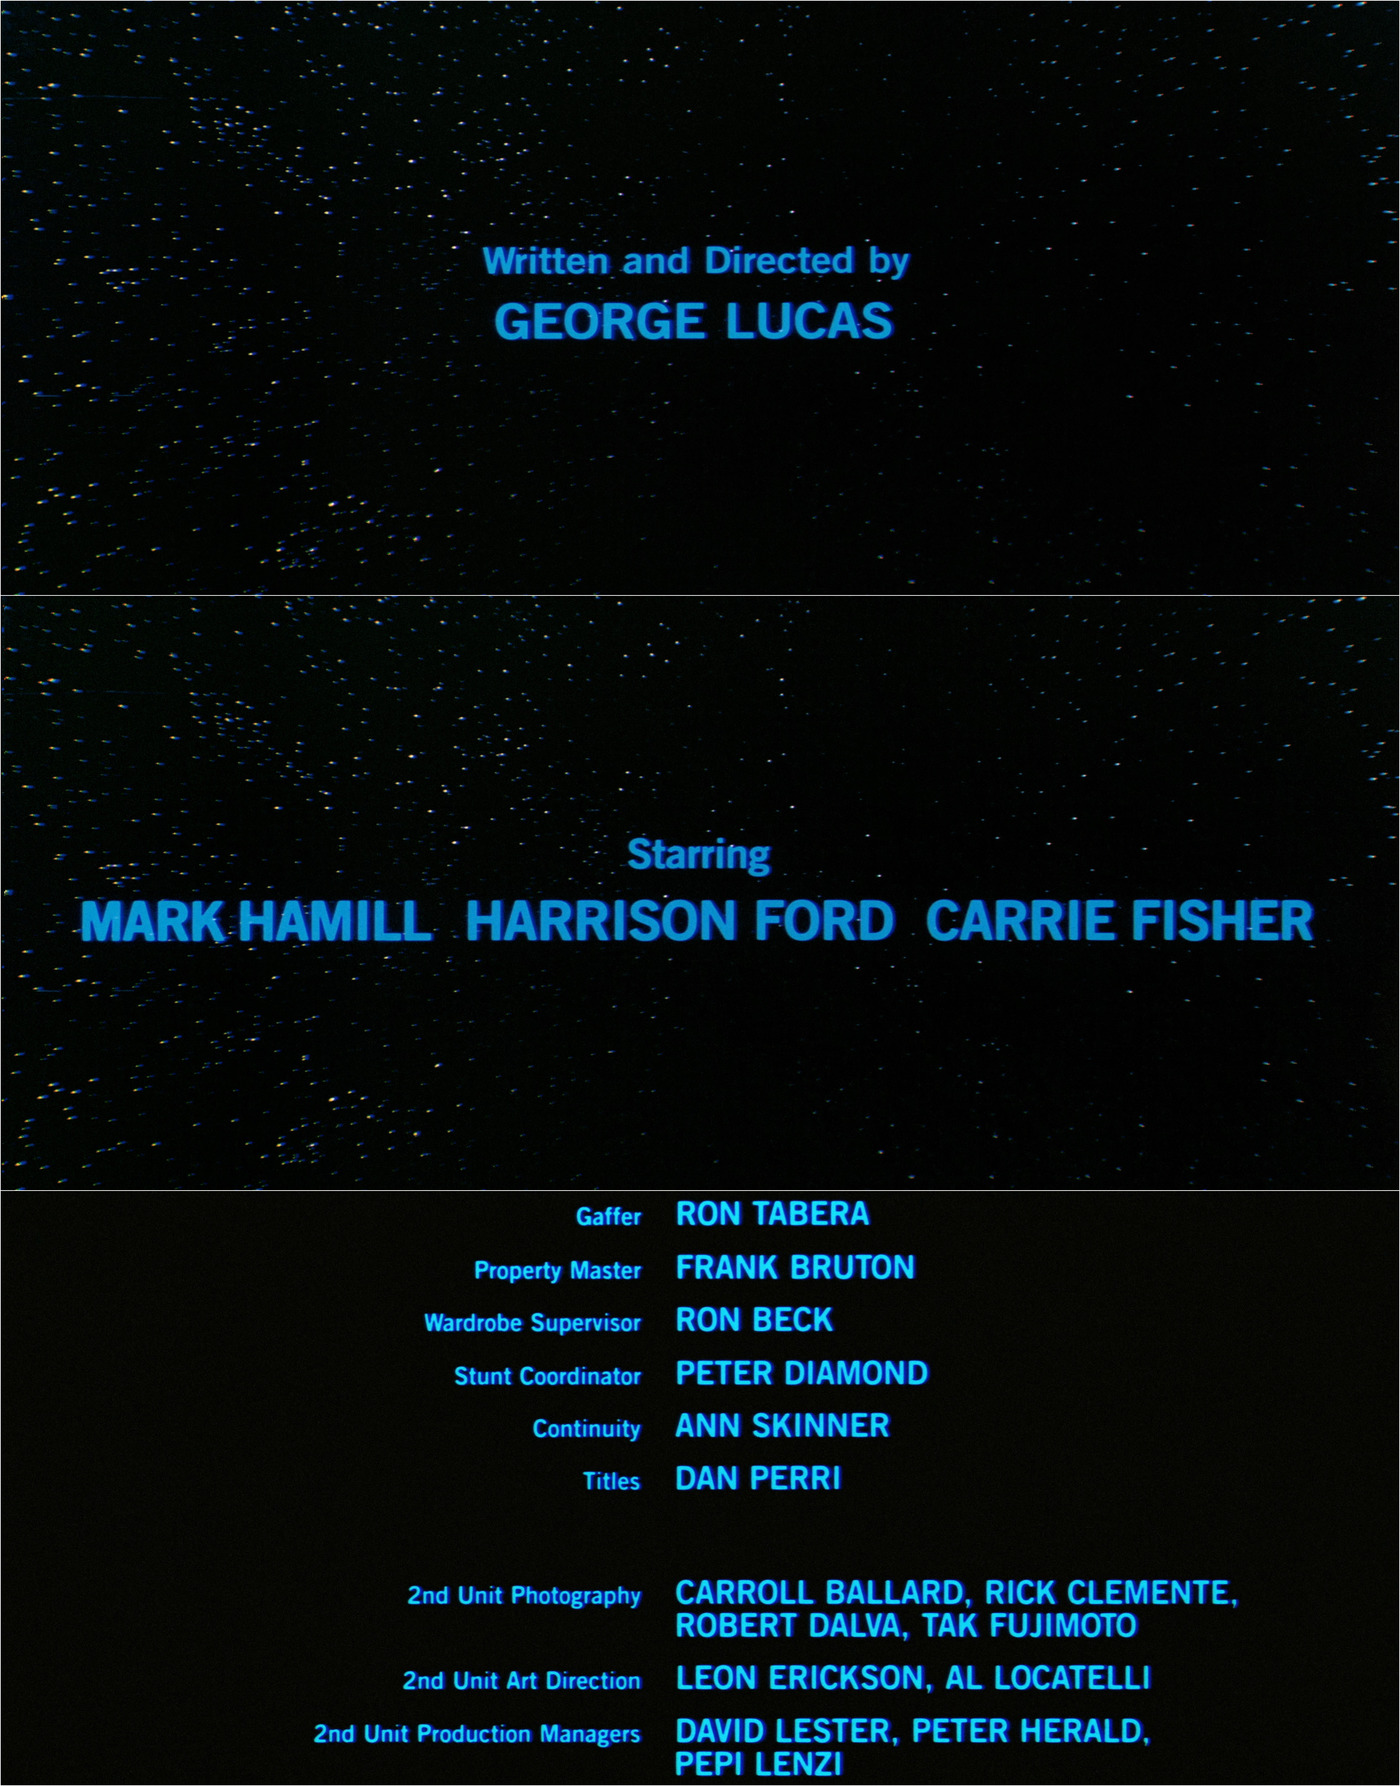 Written and Directed by
GEORGE LUCAS
Starring
MARK HAMILL HARRISON FORD CARRIE FISHER
Gaffer RON TABERA
Property Master FRANK BRUTON
Wardrobe Supervisor RON BECK
Stunt Coordinator PETER DIAMOND
Continuity ANN SKINNER
Titles DAN PERRI
2nd Unit Photography CARROLL BALLARD, RICK CLEMENTE,
ROBERT DALVA, TAK FUJIMOTO
2nd Unit Art Direction LEON ERICKSON, AL LOCATELLI
2nd Unit Production Managers DAVID LESTER, PETER HERALD,
PEPI LENZI